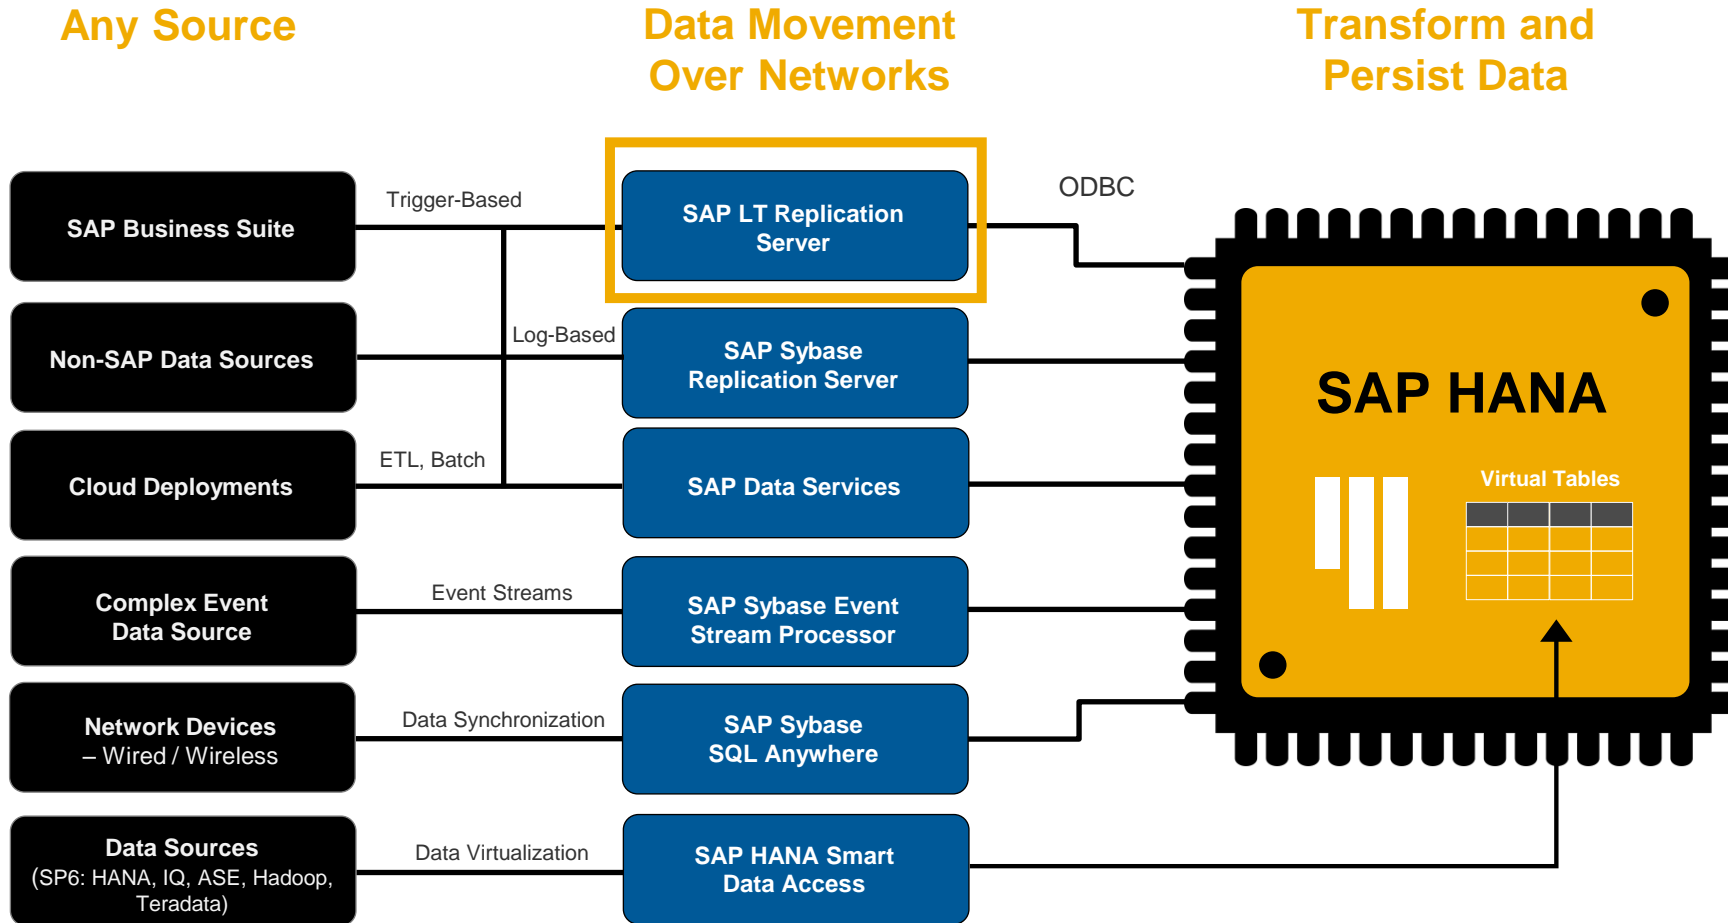 Any Source
Data Movement
Over Networks
Transform and
Persist Data
SAP Business Suite
Trigger-Based
SAP LT Replication
Server
ODBC
Non-SAP Data Sources
Log-Based
SAP Sybase
Replication Server
Cloud Deployments
ETL, Batch
SAP Data Services
Complex Event
Data Source
Event Streams
SAP Sybase Event
Stream Processor
Network Devices
– Wired / Wireless
Data Synchronization
SAP Sybase
SQL Anywhere
Data Sources
(SP6: HANA, IQ, ASE, Hadoop,
Teradata)
Data Virtualization
SAP HANA Smart
Data Access
SAP HANA
Virtual Tables